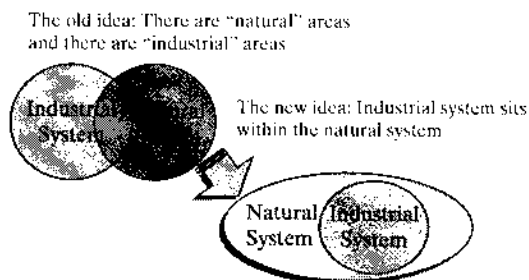 The old idea: There are “natural” areas
and there are “industrial” areas
Industrial
System
The new idea: Industrial system sits
within the natural system
Natural Industrial
System System